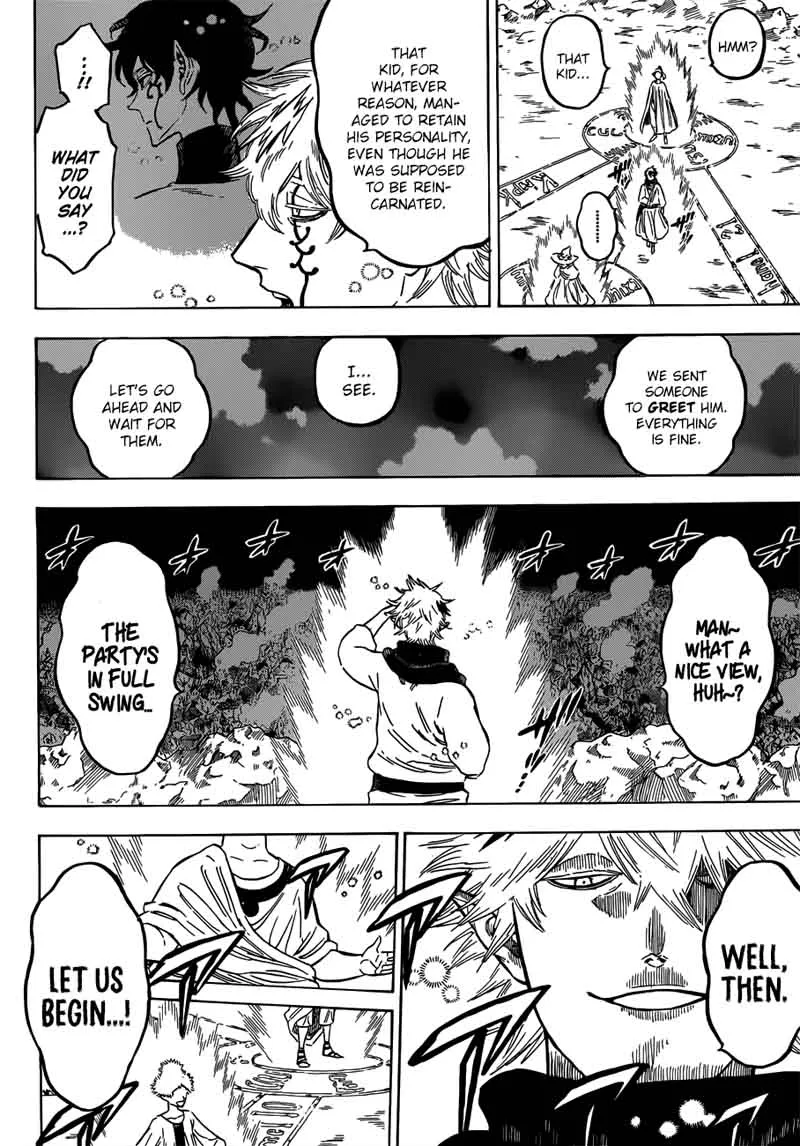 HMM?
THAT
KID...
.........
THAT
KID, FOR
WHATEVER
REASON, MAN-
AGED TO RETAIN
HIS PERSONALITY,
EVEN THOUGH HE
WAS SUPPOSED
TO BE REIN-
CARNATED.
...!!
WHAT
DID
YOU
SAY
...?
WE SENT
SOMEONE
TO GREET HIM.
EVERYTHING
IS FINE.
I...
SEE.
LET'S GO
AHEAD AND
WAIT FOR
THEM.
MAN~
WHAT A
NICE VIEW,
HUH~?
THE
PARTY'S
IN FULL
SWING...
WELL,
THEN.
LET US
BEGIN...!